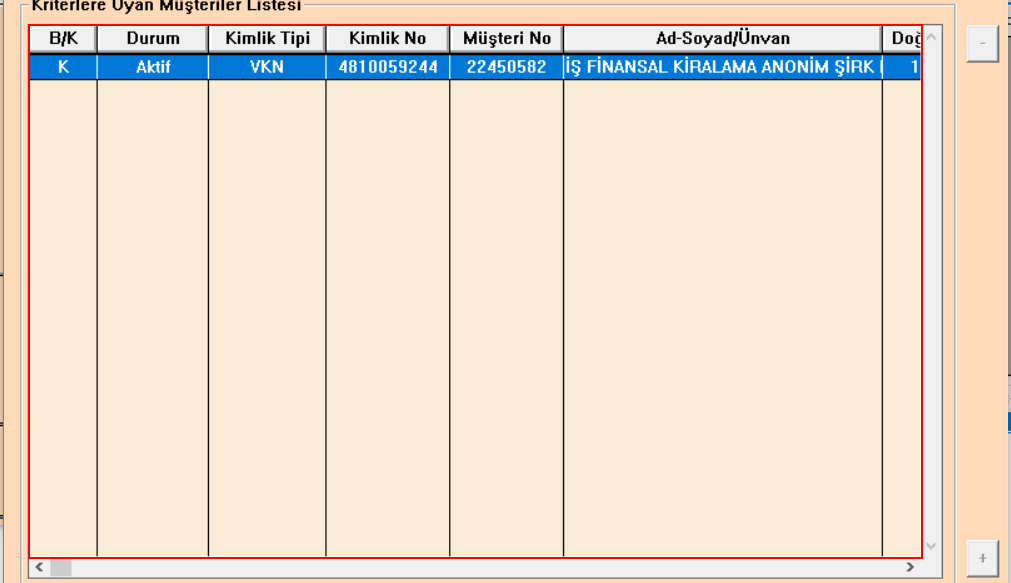 Kriterlere Uyan Müşteriler Listesi
B/K Durum Kimlik Tipi Kimlik No Müşteri No Ad-Soyad/Ünvan Doğ
K Aktif VKN 4810059244 22450582 İŞ FİNANSAL KİRALAMA ANONİM ŞİRK 1
-
+